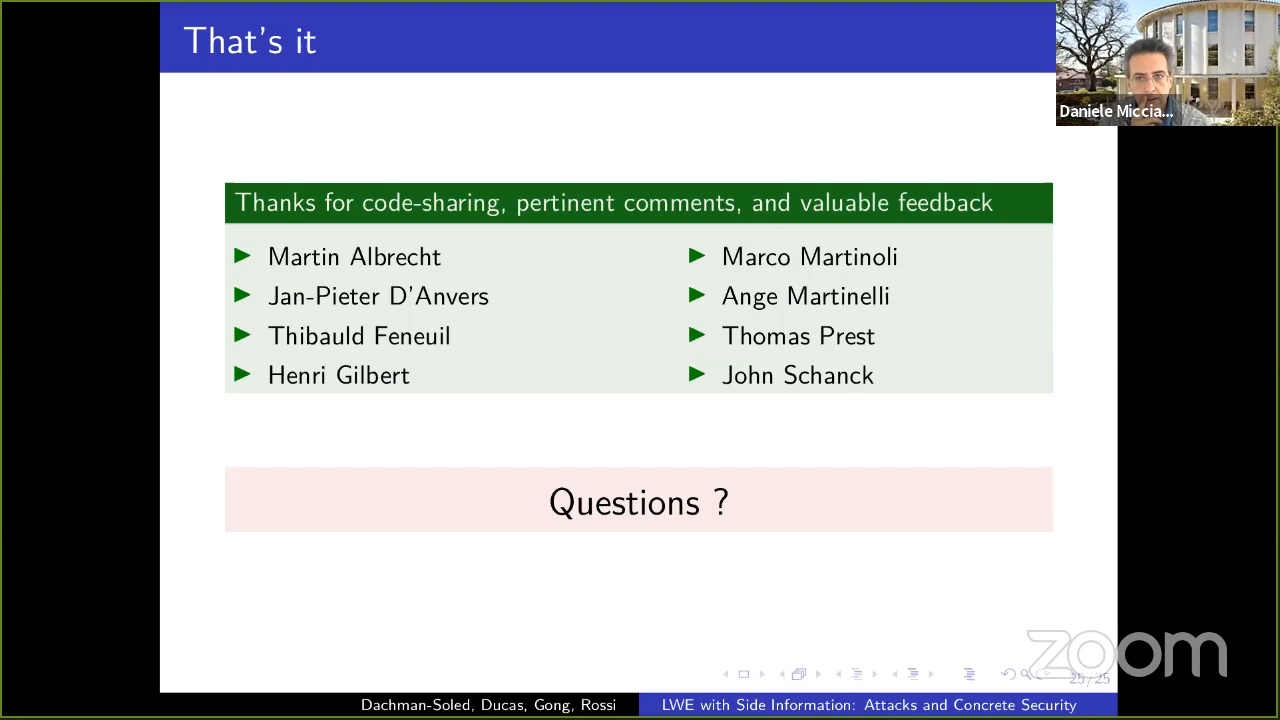 That's it
Daniele Miccia...
Thanks for code-sharing, pertinent comments, and valuable feedback
Martin Albrecht
Jan-Pieter D'Anvers
Thibauld Feneuil
Henri Gilbert
Marco Martinoli
Ange Martinelli
Thomas Prest
John Schanck
Questions ?
zoom
25/25
Dachman-Soled, Ducas, Gong, Rossi
LWE with Side Information: Attacks and Concrete Security